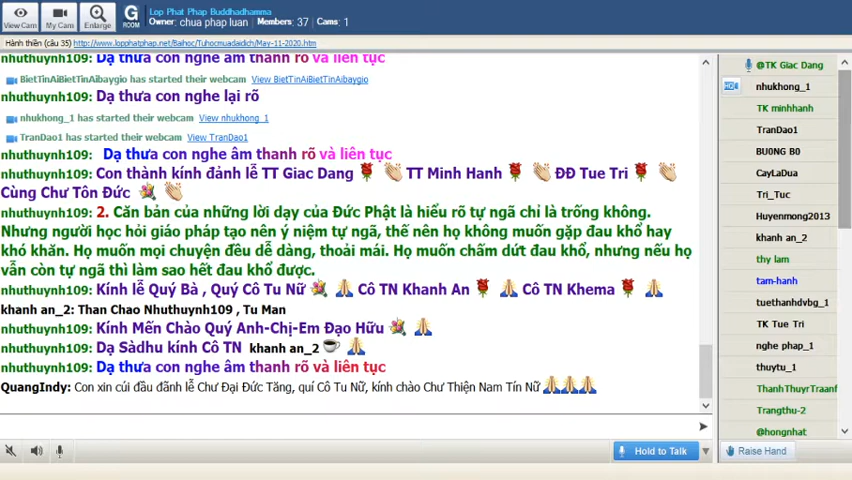 Lop Phat Phap Buddhadhamma
Owner: chua phap luan Members: 37 Cams: 1
View Cam
My Cam
Enlarge
G
ROOM
Hành thiền (câu 35) http://www.lopphatphap.net/Baihoc/Tuhocmuadaidich/May-11-2020.htm
nhuthuynh109: Dạ thưa con nghe âm thanh rõ và liên tục
BietTinAiBietTinAibaygio has started their webcam View BietTinAiBietTinAibaygio
nhuthuynh109: Dạ thưa con nghe lại rõ
nhukhong_1 has started their webcam View nhukhong_1
TranDao1 has started their webcam View TranDao1
nhuthuynh109: Dạ thưa con nghe âm thanh rõ và liên tục
nhuthuynh109: Con thành kính đảnh lễ TT Giac Dang TT Minh Hanh ĐĐ Tue Tri
Cùng Chư Tôn Đức
nhuthuynh109: 2. Căn bản của những lời dạy của Đức Phật là hiểu rõ tự ngã chỉ là trống không.
Nhưng người học hỏi giáo pháp tạo nên ý niệm tự ngã, thế nên họ không muốn gặp đau khổ hay
khó khăn. Họ muốn mọi chuyện đều dễ dàng, thoải mái. Họ muốn chấm dứt đau khổ, nhưng nếu họ
vẫn còn tự ngã thì làm sao hết đau khổ được.
nhuthuynh109: Kính lễ Quý Bà , Quý Cô Tu Nữ Cô TN Khanh An Cô TN Khema
khanh an_2: Than Chao Nhuthuynh109 , Tu Man
nhuthuynh109: Kính Mến Chào Quý Anh-Chị-Em Đạo Hữu
nhuthuynh109: Dạ Sàdhu kính Cô TN khanh an_2
nhuthuynh109: Dạ thưa con nghe âm thanh rõ và liên tục
QuangIndy: Con xin cúi đầu đãnh lễ Chư Đại Đức Tăng, quí Cô Tu Nữ, kính chào Chư Thiện Nam Tín Nữ
Hold to Talk
@TK Giac Dang
HD
nhukhong_1
TK minhhanh
TranDao1
BU0NG B0
CayLaDua
Tri_Tuc
Huyenmong2013
khanh an_2
thy lam
tam-hanh
tuethanhdvbg_1
TK Tue Tri
nghe phap_1
thuytu_1
ThanhThuyrTraanf
Trangthu-2
@hongnhat
Raise Hand